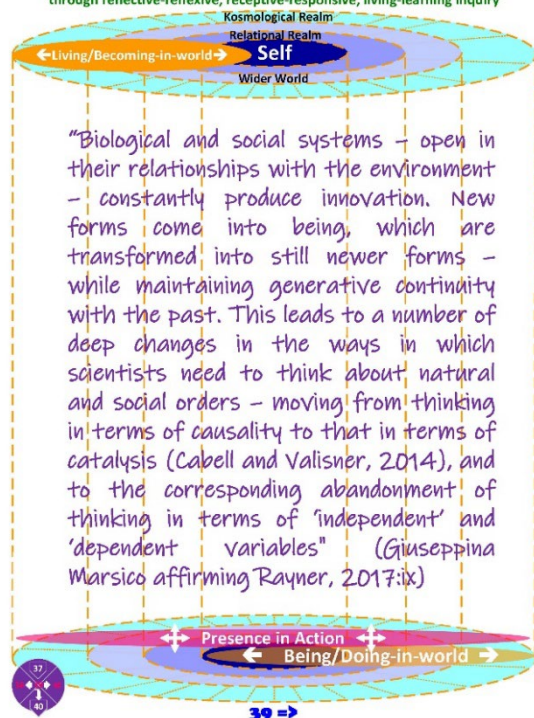 through reflective-reflexive, receptive-responsive, living-learning inquiry
Kosmological Realm
Relational Realm
←Living/Becoming-in-world→ Self
Wider World
“Biological and social systems – open in
their relationships with the environment
– constantly produce innovation. New
forms come into being, which are
transformed into still newer forms –
while maintaining generative continuity
with the past. This leads to a number of
deep changes in the ways in which
scientists need to think about natural
and social orders – moving from thinking
in terms of causality to that in terms of
catalysis (Cabell and Valisner, 2014), and
to the corresponding abandonment of
thinking in terms of ‘independent’ and
‘dependent variables" (Giuseppina
Marsico affirming Rayner, 2017:ix)
Presence in Action
← Being/Doing-in-world →
37
40
39 =>